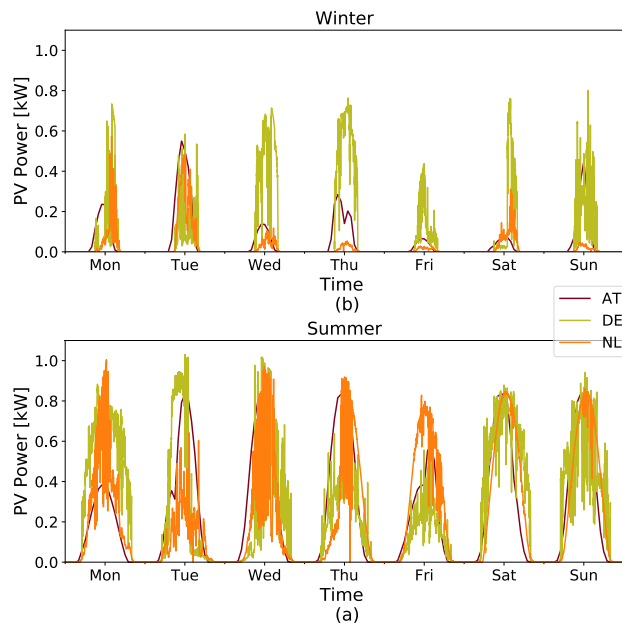 Winter
PV Power [kW]
1.0
0.8
0.6
0.4
0.2
0.0
Mon Tue Wed Thu Fri Sat Sun
Time
(b)
AT
DE
NL
Summer
PV Power [kW]
1.0
0.8
0.6
0.4
0.2
0.0
Mon Tue Wed Thu Fri Sat Sun
Time
(a)